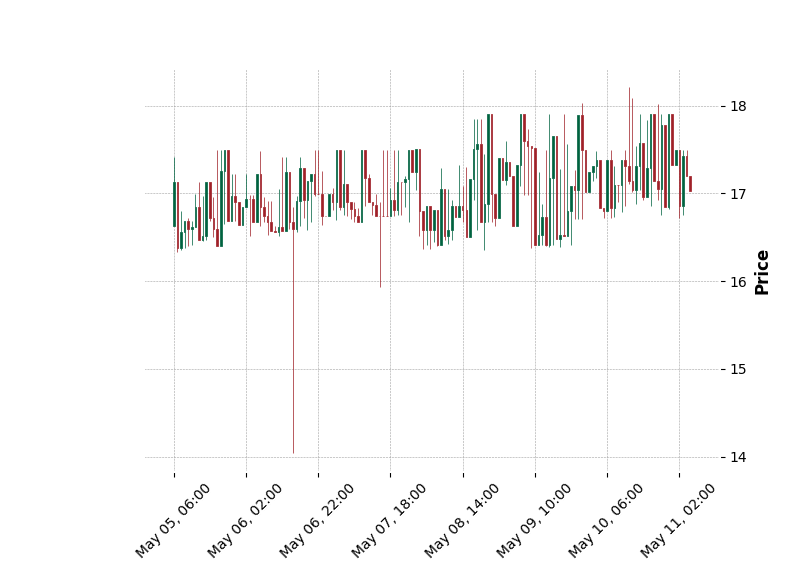 18
17
16
15
14
Price
May 05, 06:00
May 06, 02:00
May 06, 22:00
May 07, 18:00
May 08, 14:00
May 09, 10:00
May 10, 06:00
May 11, 02:00